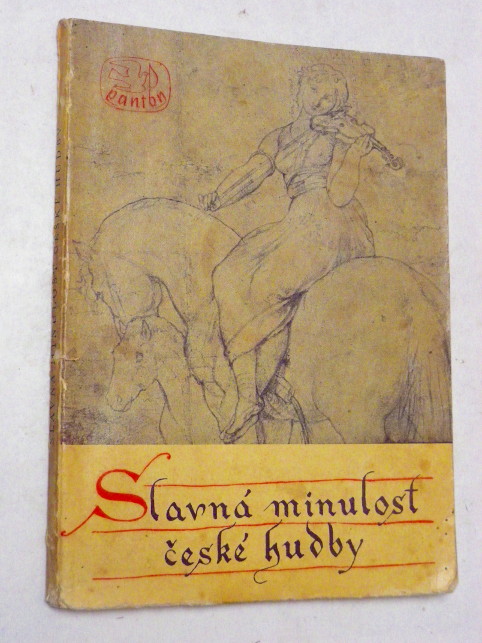 panton
Slavná minulost
české hudby